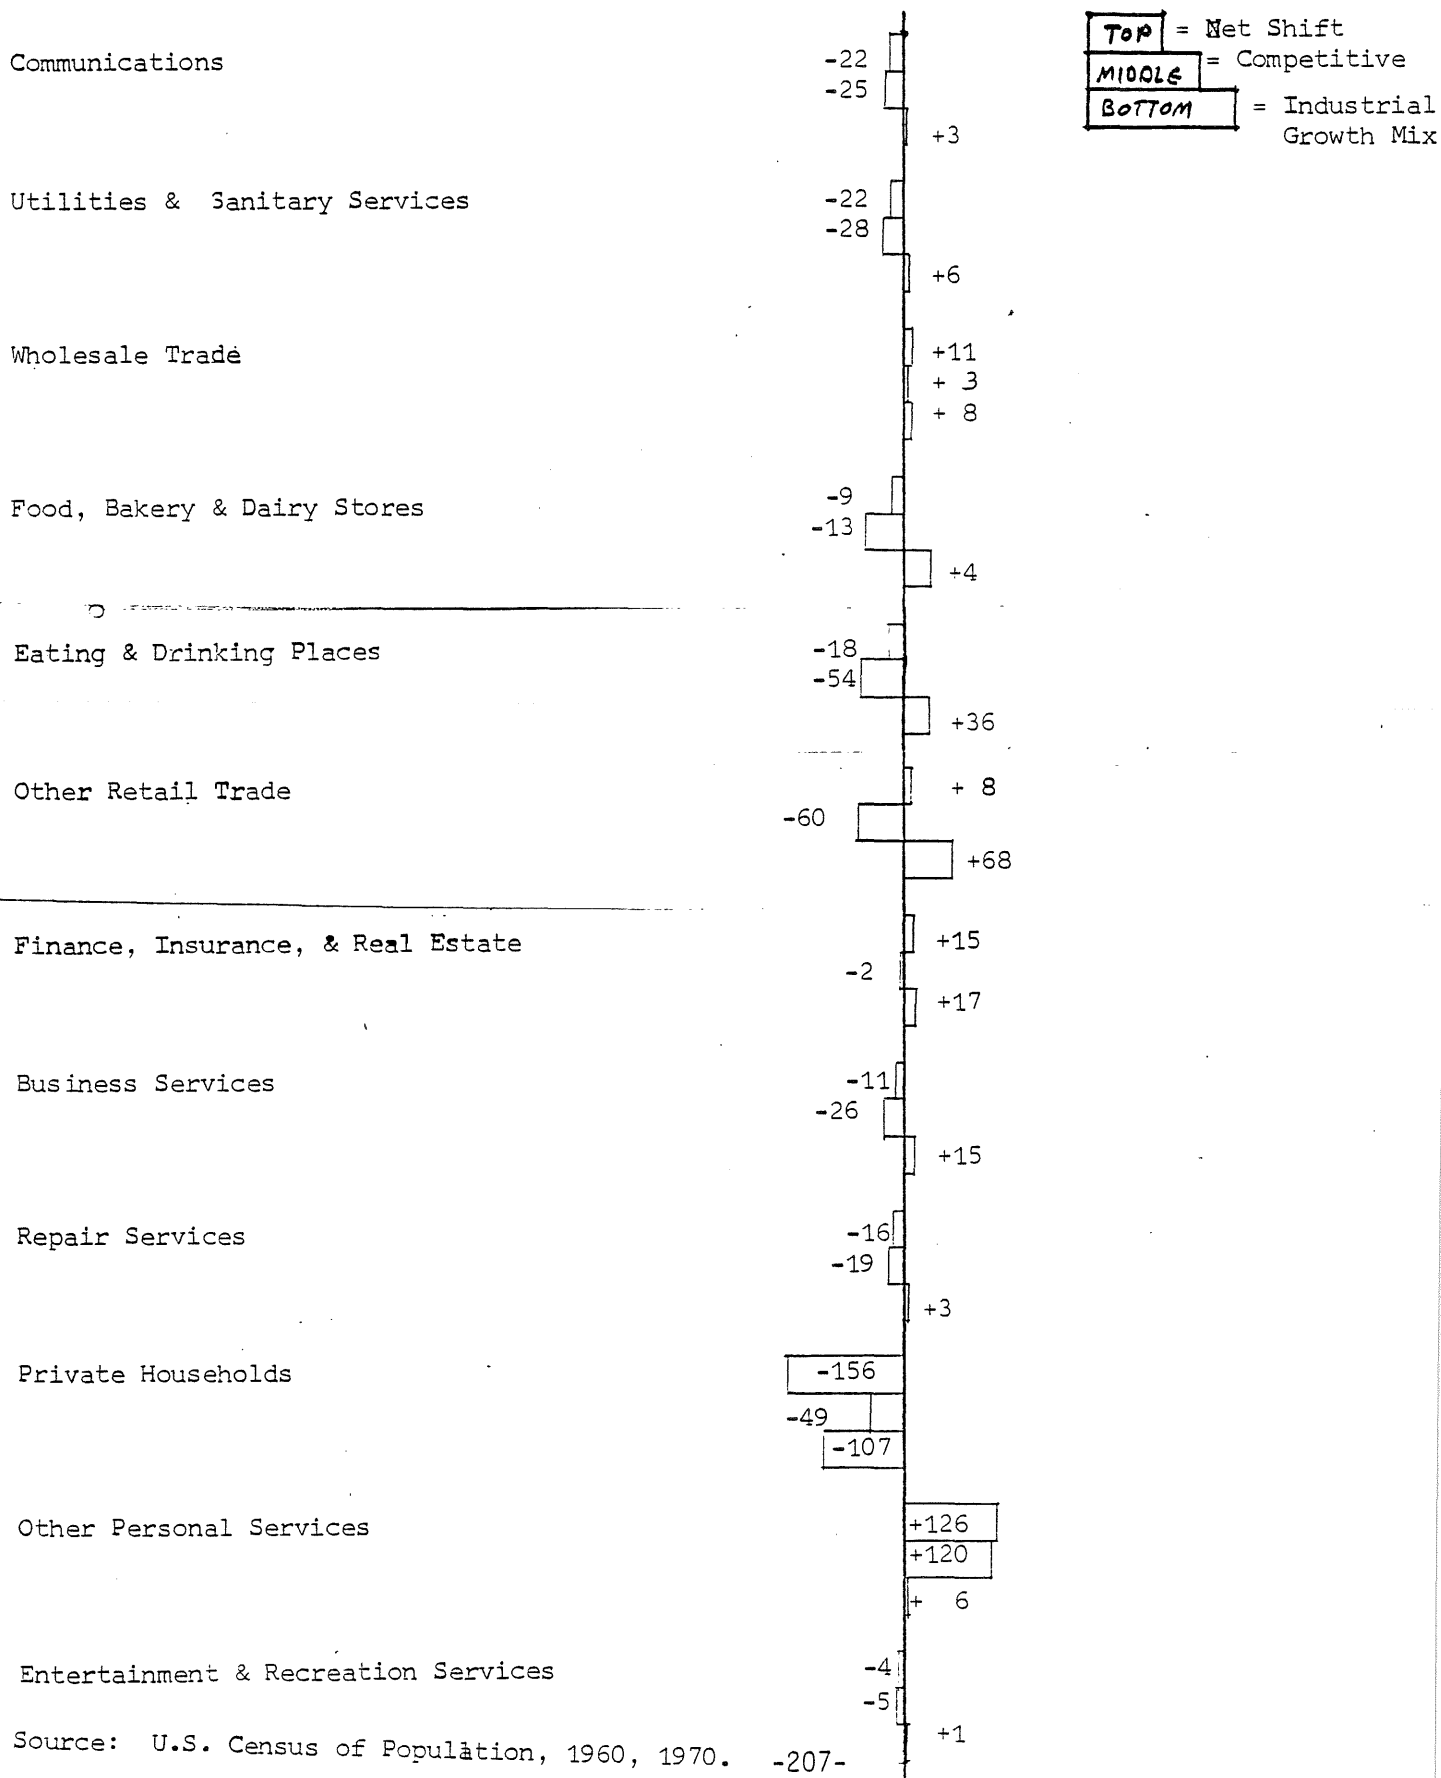 TOP = Net Shift
MIDDLE = Competitive
BOTTOM = Industrial
Growth Mix
Communications
-22
-25
+3
Utilities & Sanitary Services
-22
-28
+6
Wholesale Trade
+11
+ 3
+ 8
Food, Bakery & Dairy Stores
-9
-13
+4
Eating & Drinking Places
-18
-54
+36
Other Retail Trade
+ 8
-60
+68
Finance, Insurance, & Real Estate
+15
-2
+17
Business Services
-11
-26
+15
Repair Services
-16
-19
+3
Private Households
-156
-49
-107
Other Personal Services
+126
+120
+ 6
Entertainment & Recreation Services
-4
-5
+1
Source: U.S. Census of Population, 1960, 1970.
-207-